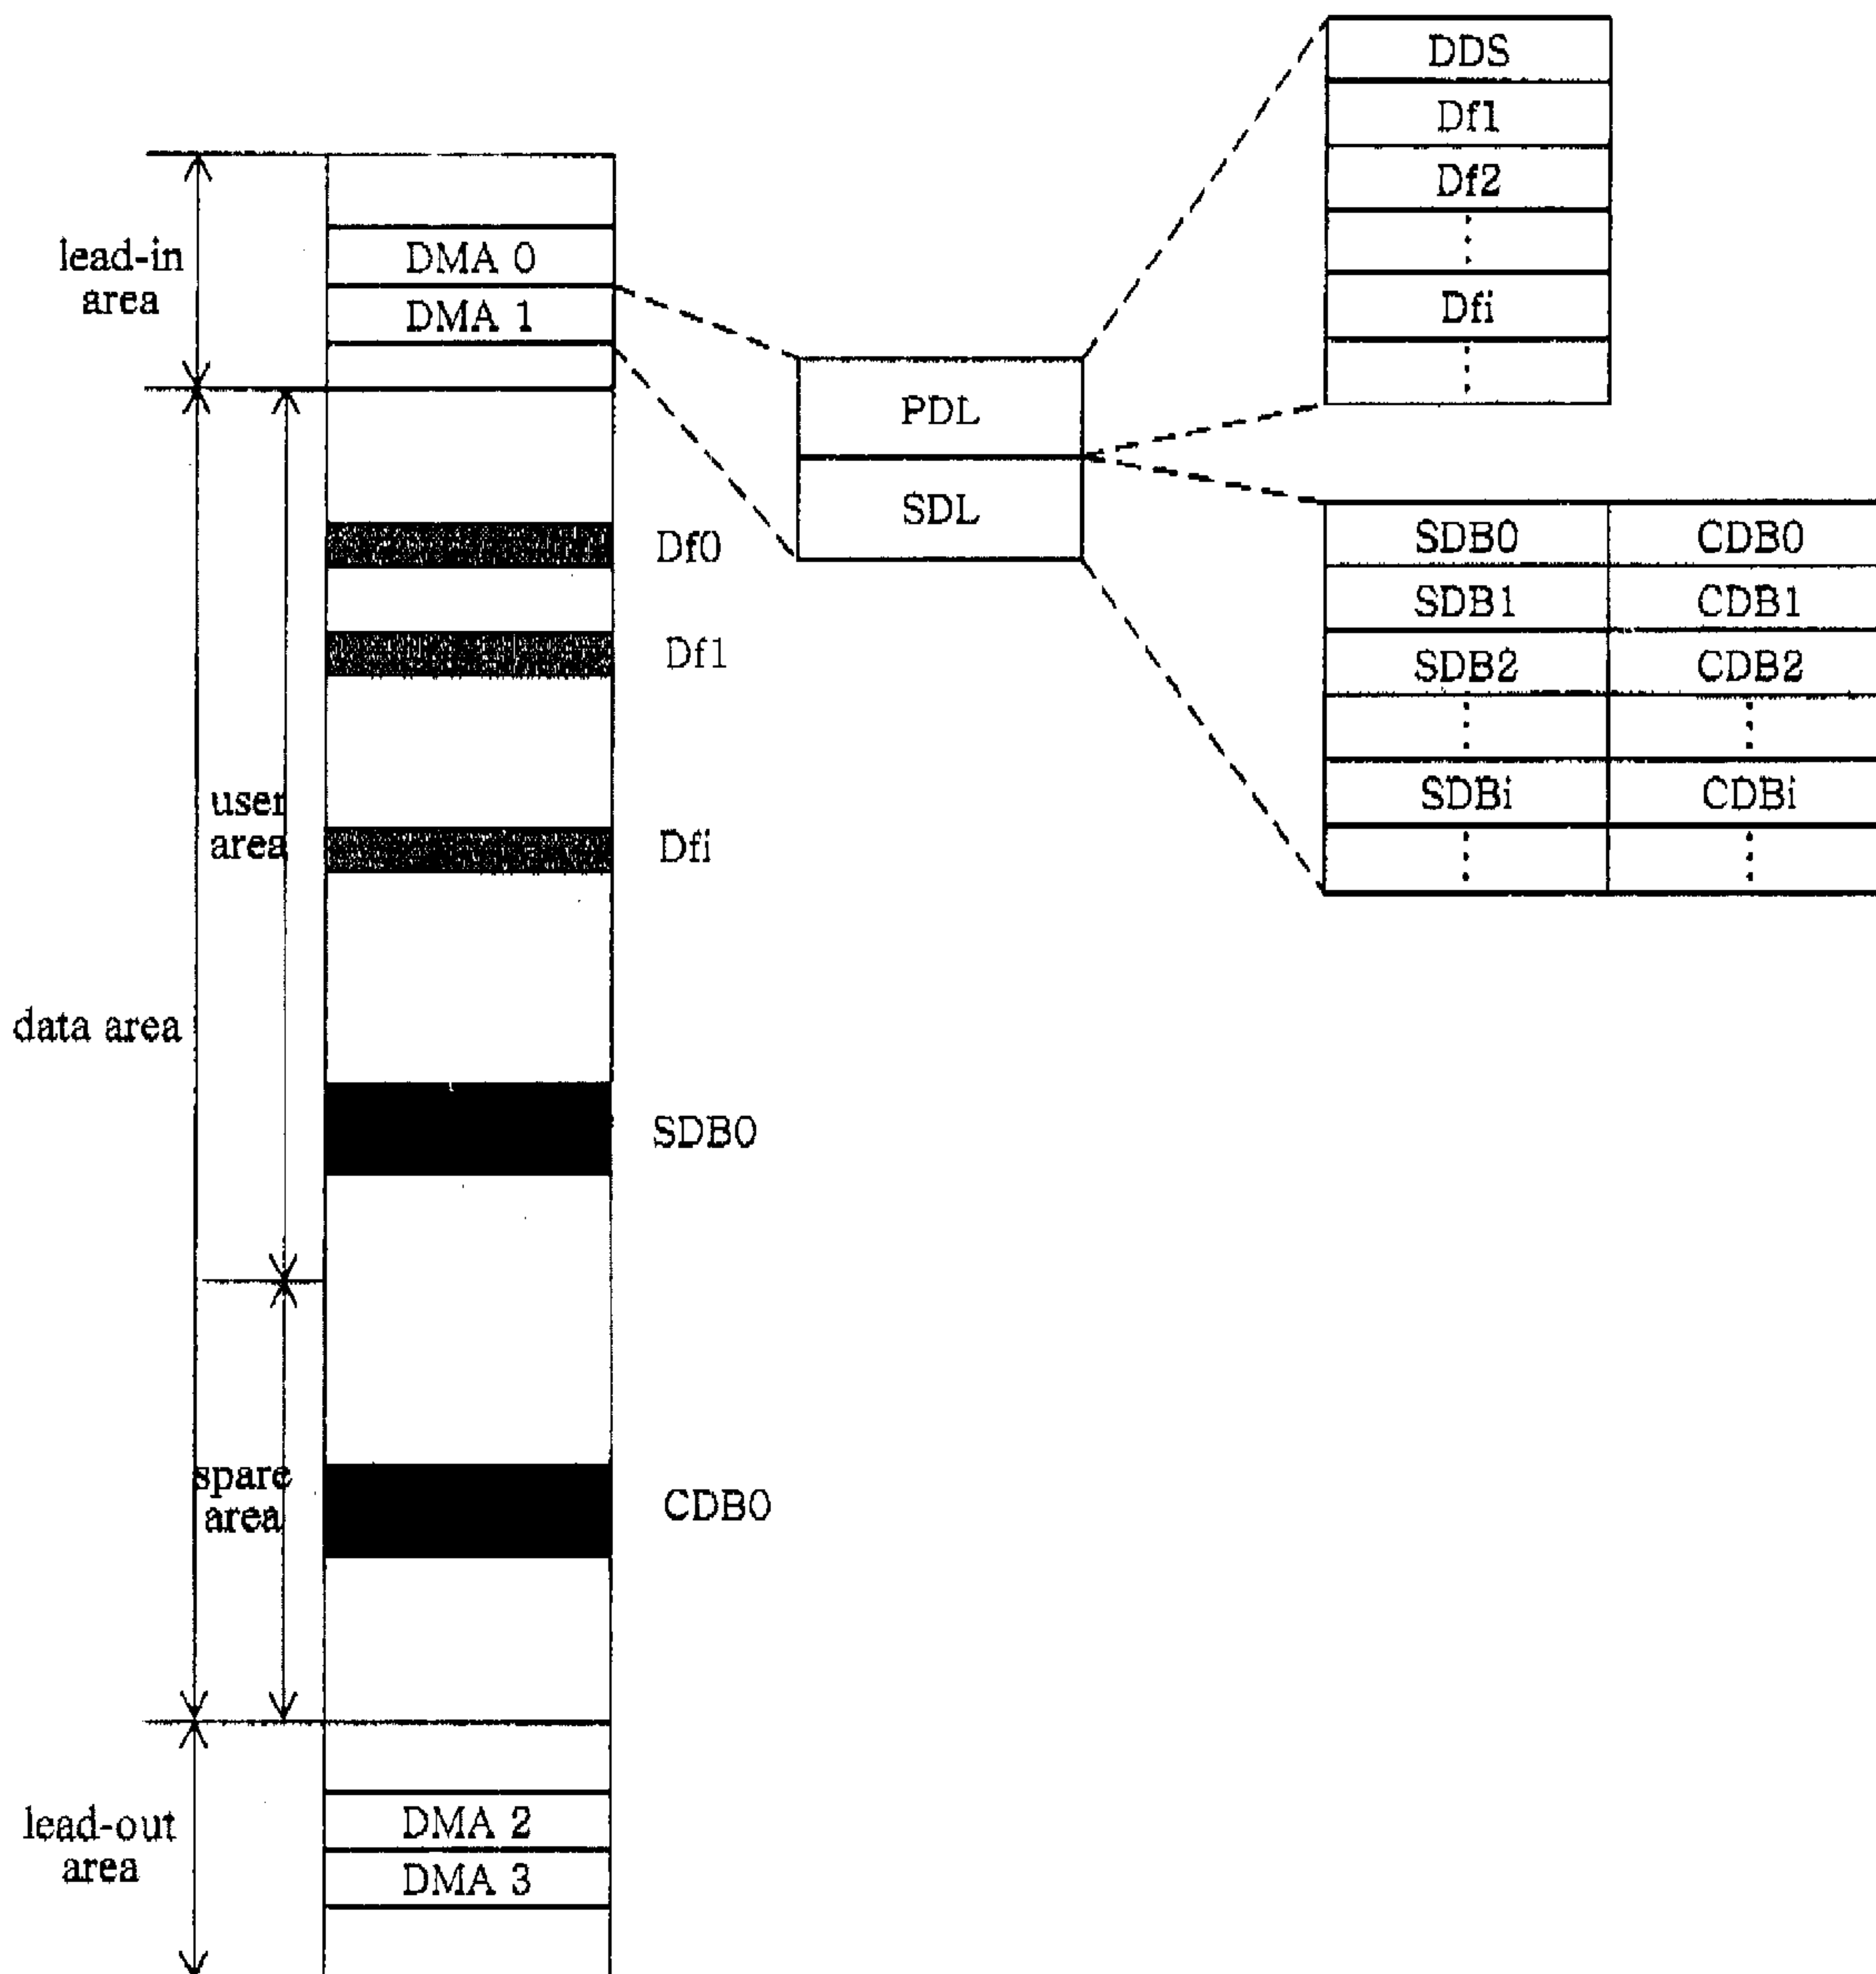 lead-in
area
DMA 0
DMA 1
data area
user
area
Df0
Df1
Dfi
SDB0
spare
area
CDB0
lead-out
area
DMA 2
DMA 3
PDL
SDL
DDS
Df1
Df2
Dfi
SDB0 CDB0
SDB1 CDB1
SDB2 CDB2
SDBi CDBi